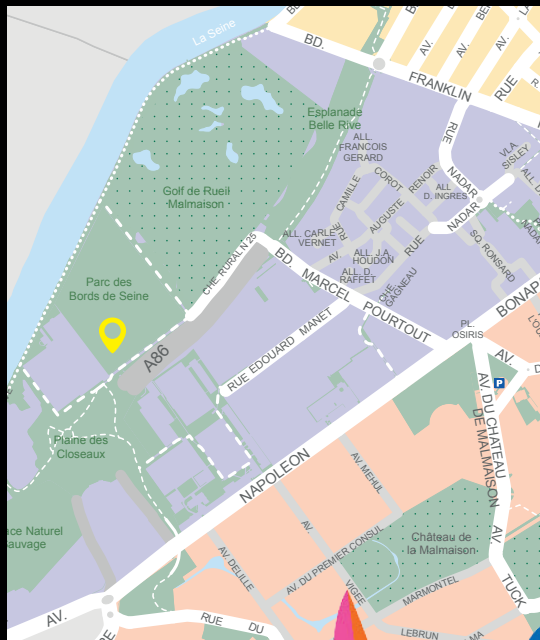 La Seine
BD.
FRANKLIN
AV.
AV.
AV.
RUE
Esplanade
Belle Rive
ALL.
FRANCOIS
GERARD
RUE
NADAR
VLA.
SISLEY
Golf de Rueil
Malmaison
CAMILLE
COROT
RENOIR
AUGUSTE
ALL.
D. INGRES
NADAR
ALL. CARLE
VERNET
RUE
SQ. RONSARD
CHE. RURAL N 25
AV.
ALL. J.A.
HOUDON
ALL. D.
RAFFET
CHE.
GAGNEAU
BD. MARCEL POURTOUT
Parc des
Bords de Seine
A86
RUE EDOUARD MANET
PL.
OSIRIS
AV.
P
AV. DU CHATEAU
DE MALMAISON
Plaine des
Closeaux
NAPOLEON
AV. MEHUL
AV.
AV. DELILLE
AV. DU PREMIER CONSUL
VIGEE
Château de
la Malmaison
AV.
TUCK
MARMONTEL
LEBRUN
AV.
RUE DU